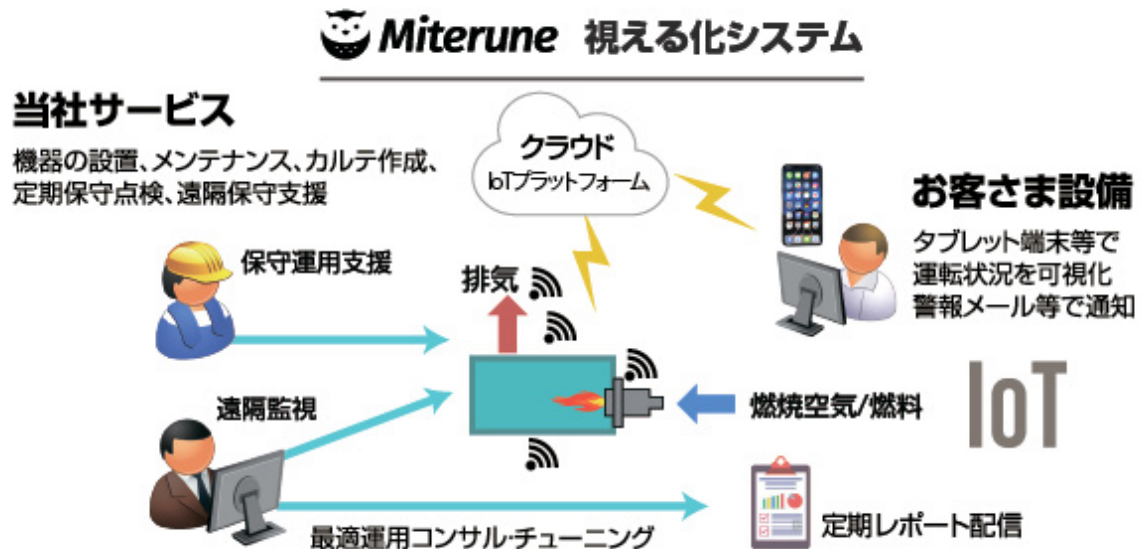 Miterune 視える化システム
当社サービス
機器の設置、メンテナンス、カルテ作成、
定期保守点検、遠隔保守支援
クラウド
IoTプラットフォーム
お客さま設備
タブレット端末等で
運転状況を可視化
警報メール等で通知
保守運用支援
排気
遠隔監視
燃焼空気/燃料
IoT
定期レポート配信
最適運用コンサル・チューニング